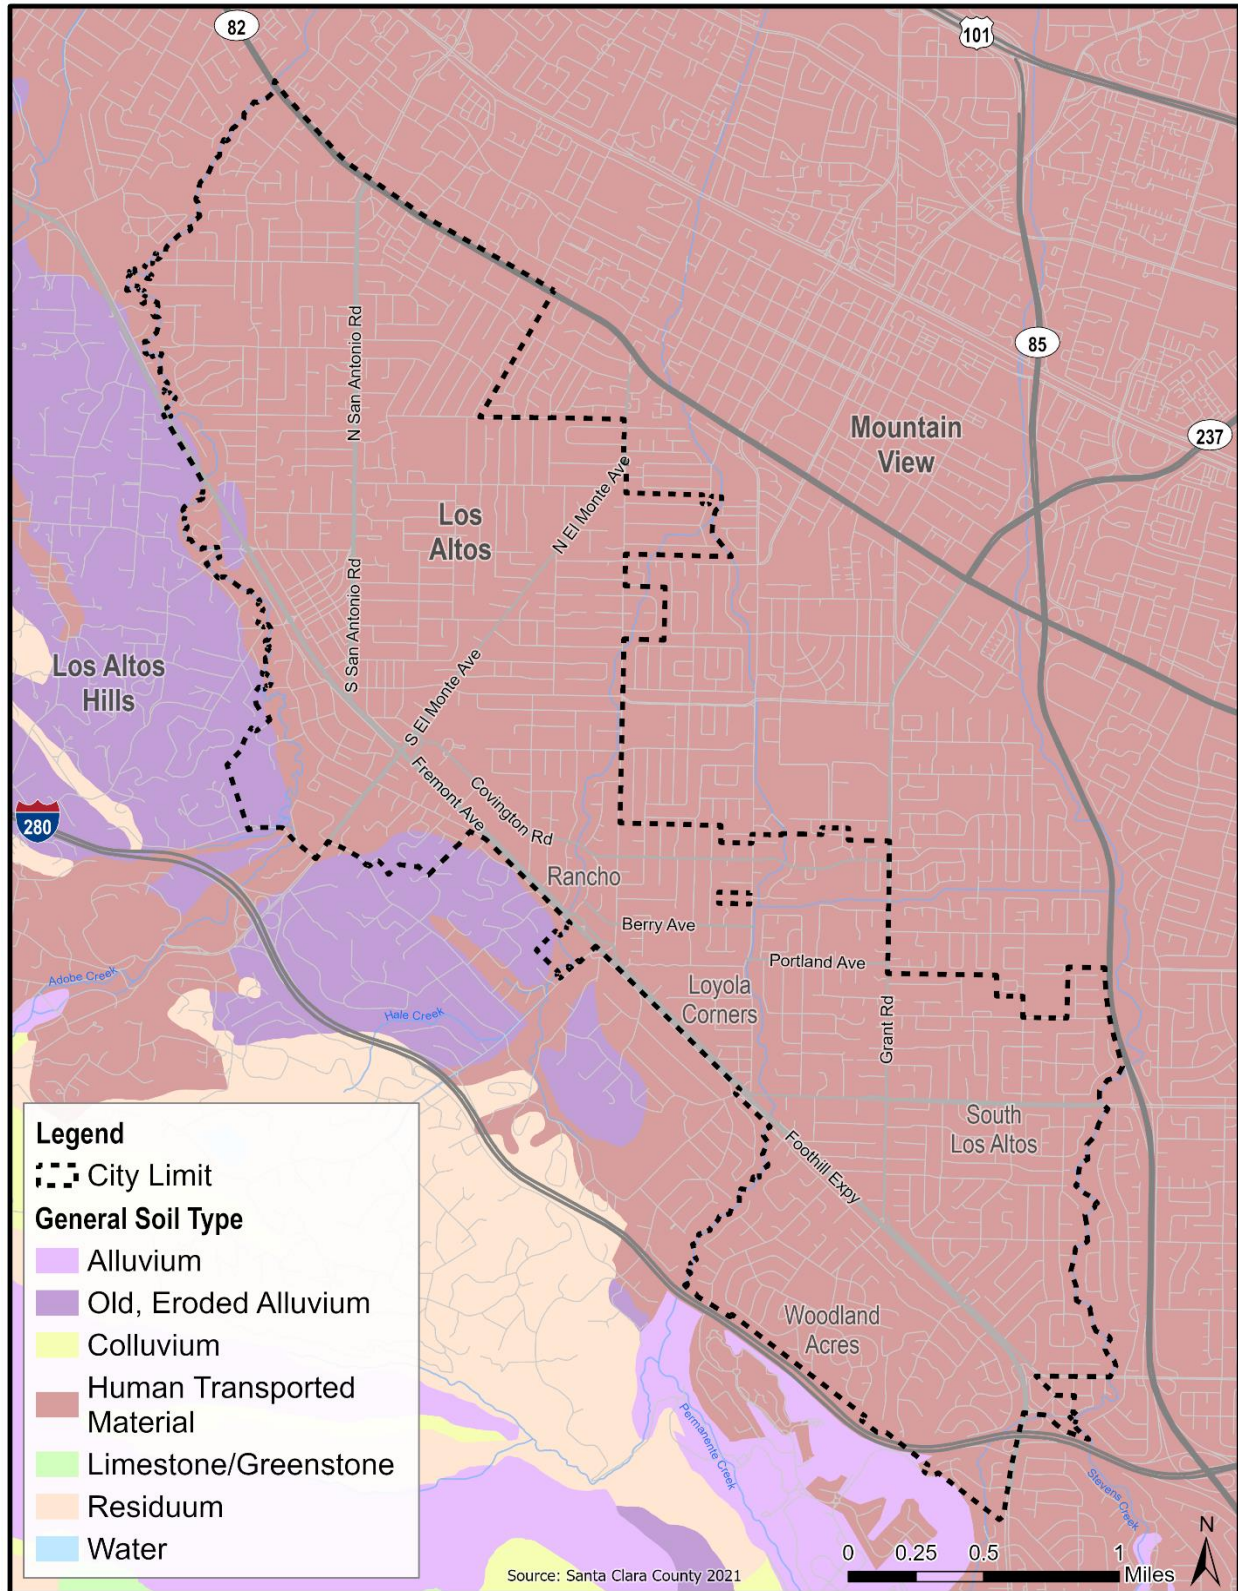 82
101
85
237
N San Antonio Rd
Mountain
View
Los
Altos
N El Monte Ave
S San Antonio Rd
Los Altos
Hills
S El Monte Ave
Fremont Ave
Covington Rd
280
Rancho
Berry Ave
Portland Ave
Adobe Creek
Loyola
Corners
Hale Creek
Grant Rd
South
Los Altos
Foothill Expy
Woodland
Acres
Permanente Creek
Stevens Creek
Legend
City Limit
General Soil Type
Alluvium
Old, Eroded Alluvium
Colluvium
Human Transported
Material
Limestone/Greenstone
Residuum
Water
Source: Santa Clara County 2021
0 0.25 0.5 1
Miles
N